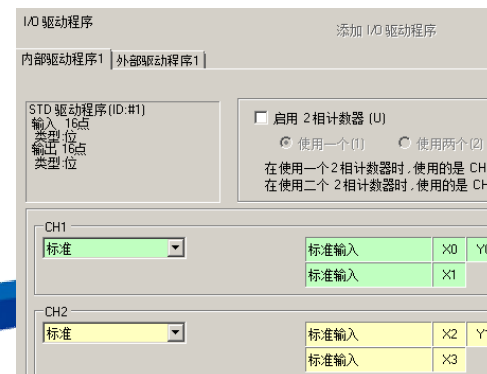 I/O 驱动程序
添加 I/O 驱动程序
内部驱动程序1
外部驱动程序1
STD 驱动程序(ID:#1)
输入 16点
类型:位
输出 16点
类型:位
启用 2相计数器 (U)
使用一个(1)
使用两个(2)
在使用一个2相计数器时,使用的是 CH
在使用二个 2相计数器时,使用的是 CH
CH1
标准
标准输入 X0
标准输入 X1
CH2
标准
标准输入 X2
标准输入 X3